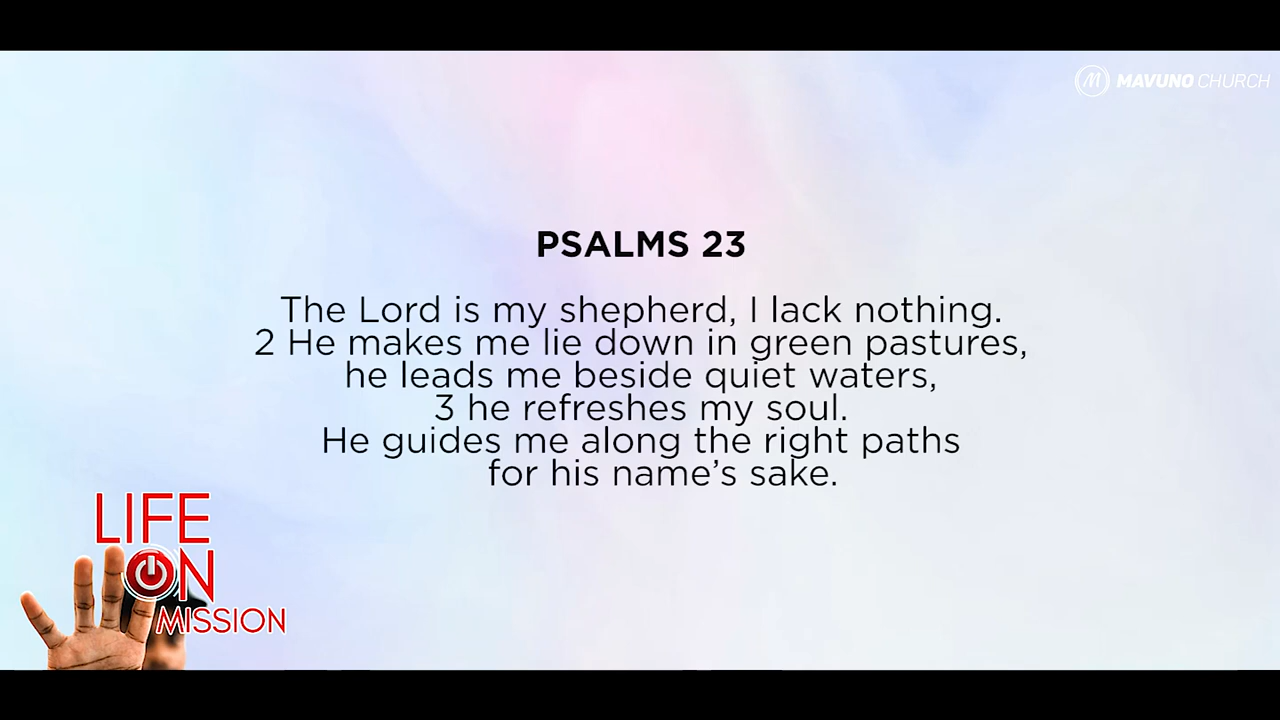 MAVUNO CHURCH
PSALMS 23
The Lord is my shepherd, I lack nothing.
2 He makes me lie down in green pastures,
he leads me beside quiet waters,
3 he refreshes my soul.
He guides me along the right paths
for his name’s sake.
LIFE
ON
MISSION